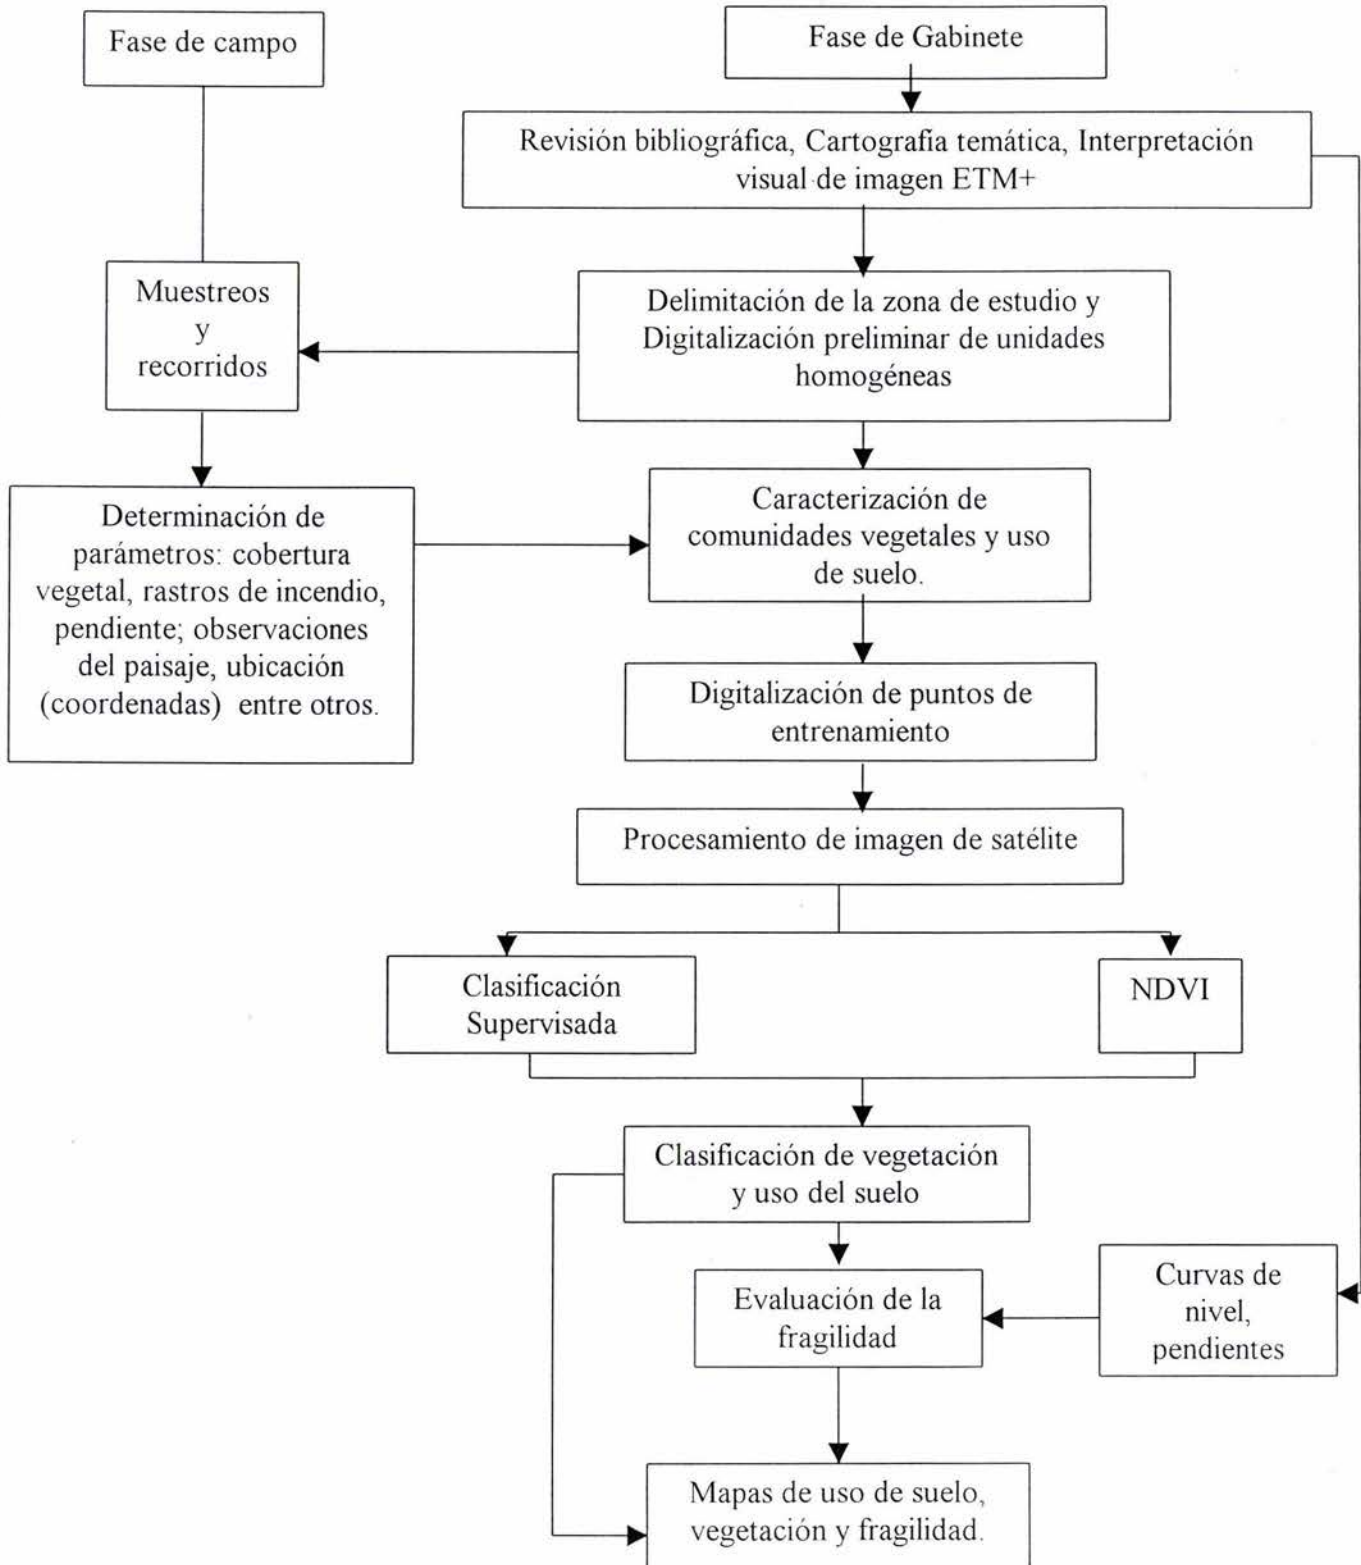 Fase de campo
Fase de Gabinete
Revisión bibliográfica, Cartografía temática, Interpretación
visual de imagen ETM+
Muestreos
y
recorridos
Delimitación de la zona de estudio y
Digitalización preliminar de unidades
homogéneas
Determinación de
parámetros: cobertura
vegetal, rastros de incendio,
pendiente; observaciones
del paisaje, ubicación
(coordenadas) entre otros.
Caracterización de
comunidades vegetales y uso
de suelo.
Digitalización de puntos de
entrenamiento
Procesamiento de imagen de satélite
Clasificación
Supervisada
NDVI
Clasificación de vegetación
y uso del suelo
Evaluación de la
fragilidad
Curvas de
nivel,
pendientes
Mapas de uso de suelo,
vegetación y fragilidad.